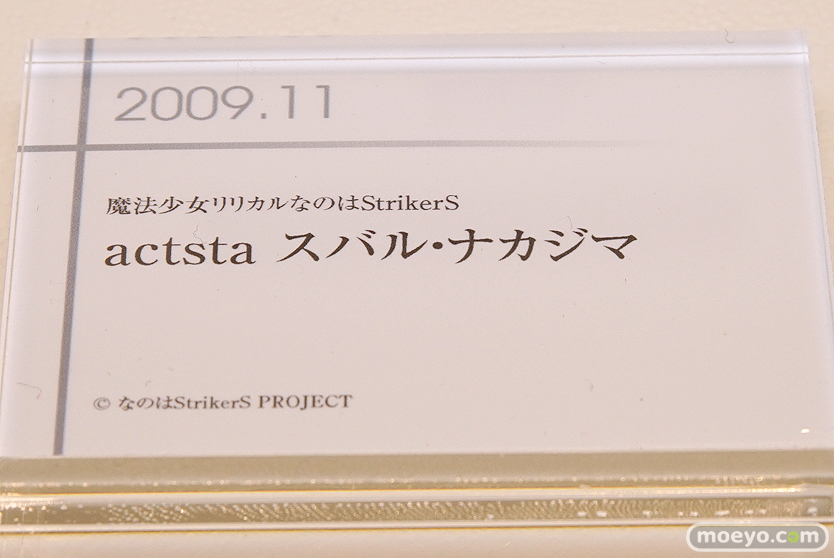 2009.11
魔法少女リリカルなのはStrikerS
actsta スバル・ナカジマ
© なのはStrikerS PROJECT
moeyo.com